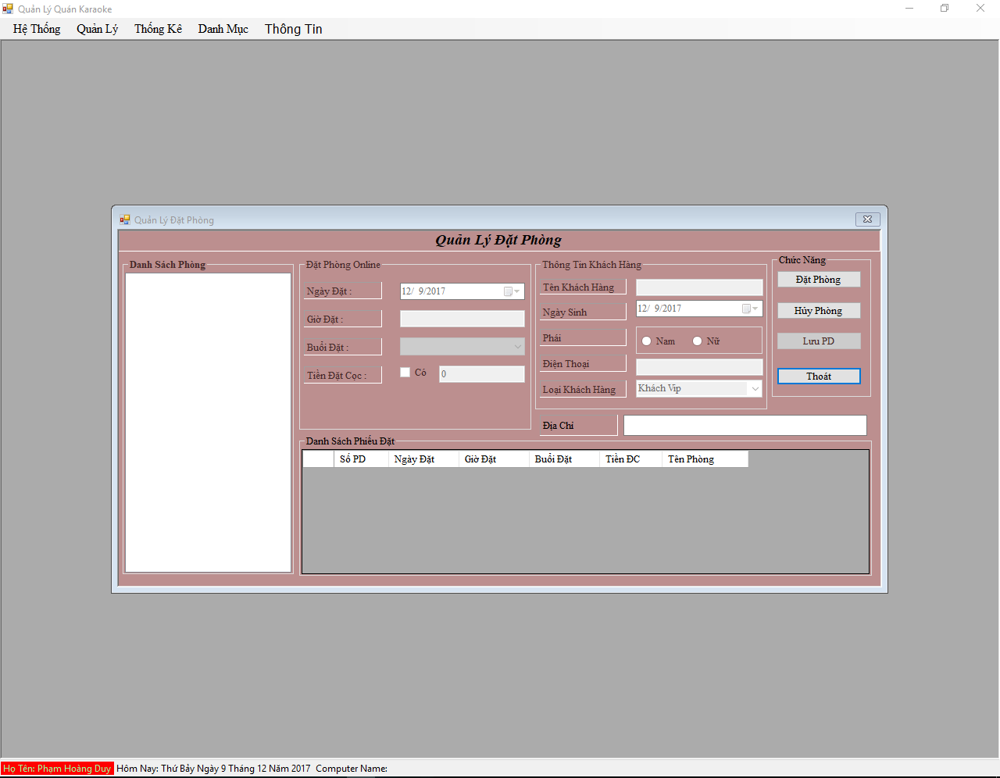 Quản Lý Quán Karaoke
Hệ Thống Quản Lý Thống Kê Danh Mục Thông Tin
Quản Lý Đặt Phòng
Quản Lý Đặt Phòng
Danh Sách Phòng
Đặt Phòng Online
Ngày Đặt :
12/ 9/2017
Giờ Đặt :
Buổi Đặt :
Tiền Đặt Cọc :
Có
0
Thông Tin Khách Hàng
Tên Khách Hàng
Ngày Sinh
12/ 9/2017
Phái
Nam
Nữ
Điện Thoại
Loại Khách Hàng
Khách Vip
Địa Chỉ
Chức Năng
Đặt Phòng
Hủy Phòng
Lưu PD
Thoát
Danh Sách Phiếu Đặt
Số PD Ngày Đặt Giờ Đặt Buổi Đặt Tiền ĐC Tên Phòng
Họ Tên: Phạm Hoàng Duy Hôm Nay: Thứ Bảy Ngày 9 Tháng 12 Năm 2017 Computer Name: